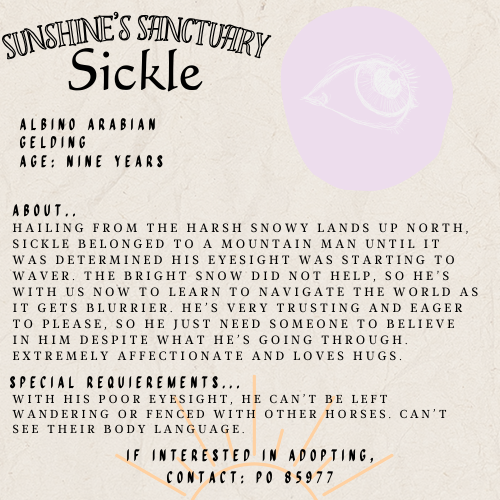 SUNSHINE'S SANCTUARY
Sickle
ALBINO ARABIAN
GELDING
AGE: NINE YEARS
ABOUT..
HAILING FROM THE HARSH SNOWY LANDS UP NORTH,
SICKLE BELONGED TO A MOUNTAIN MAN UNTIL IT
WAS DETERMINED HIS EYESIGHT WAS STARTING TO
WAVER. THE BRIGHT SNOW DID NOT HELP, SO HE'S
WITH US NOW TO LEARN TO NAVIGATE THE WORLD AS
IT GETS BLURRIER. HE'S VERY TRUSTING AND EAGER
TO PLEASE, SO HE JUST NEED SOMEONE TO BELIEVE
IN HIM DESPITE WHAT HE'S GOING THROUGH.
EXTREMELY AFFECTIONATE AND LOVES HUGS.
SPECIAL REQUIEREMENTS...
WITH HIS POOR EYESIGHT, HE CAN'T BE LEFT
WANDERING OR FENCED WITH OTHER HORSES. CAN'T
SEE THEIR BODY LANGUAGE.
IF INTERESTED IN ADOPTING,
CONTACT: PO 85977